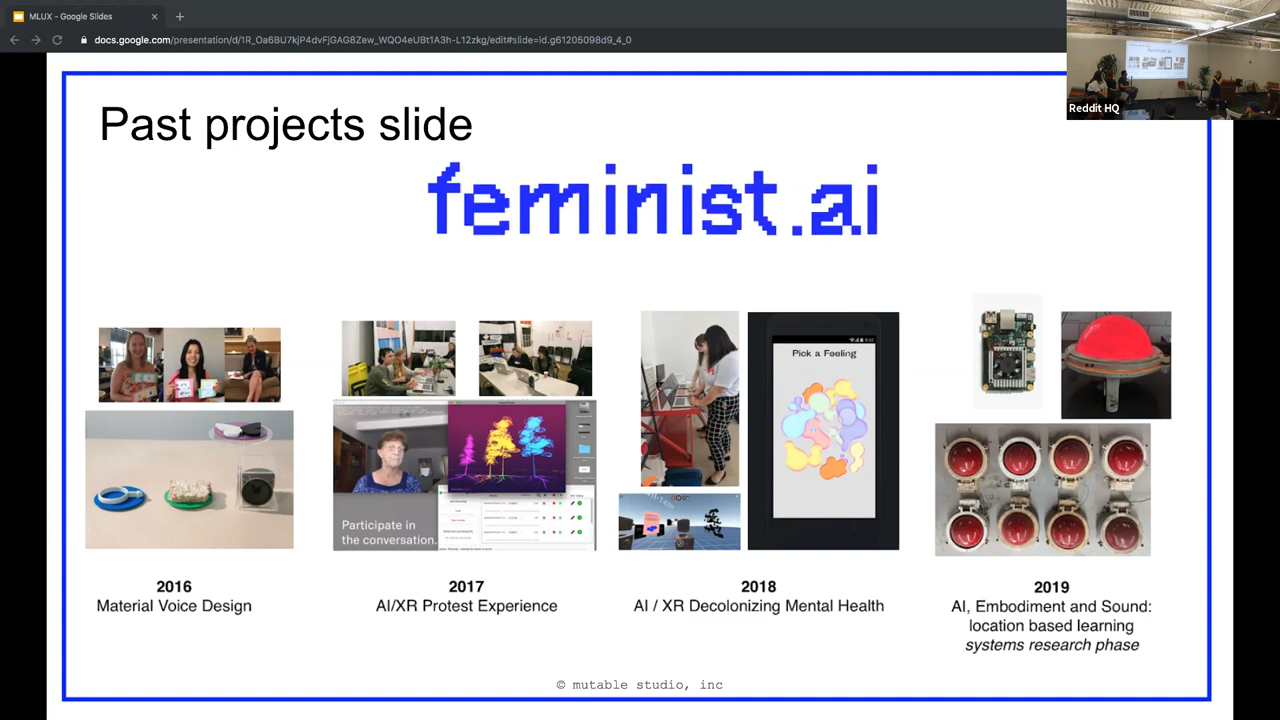 MLUX - Google Slides
docs.google.com/presentation/d/1R_Oa6BU7kjP4dvFjGAG8Zew_WQO4eUBt1A3h-L12zkg/edit#slide=id.g61205098d9_4_0
Reddit HQ
Past projects slide
feminist.ai
Pick a Feeling
Participate in
the conversation.
2016
Material Voice Design
2017
AI/XR Protest Experience
2018
AI / XR Decolonizing Mental Health
2019
AI, Embodiment and Sound:
location based learning
systems research phase
© mutable studio, inc